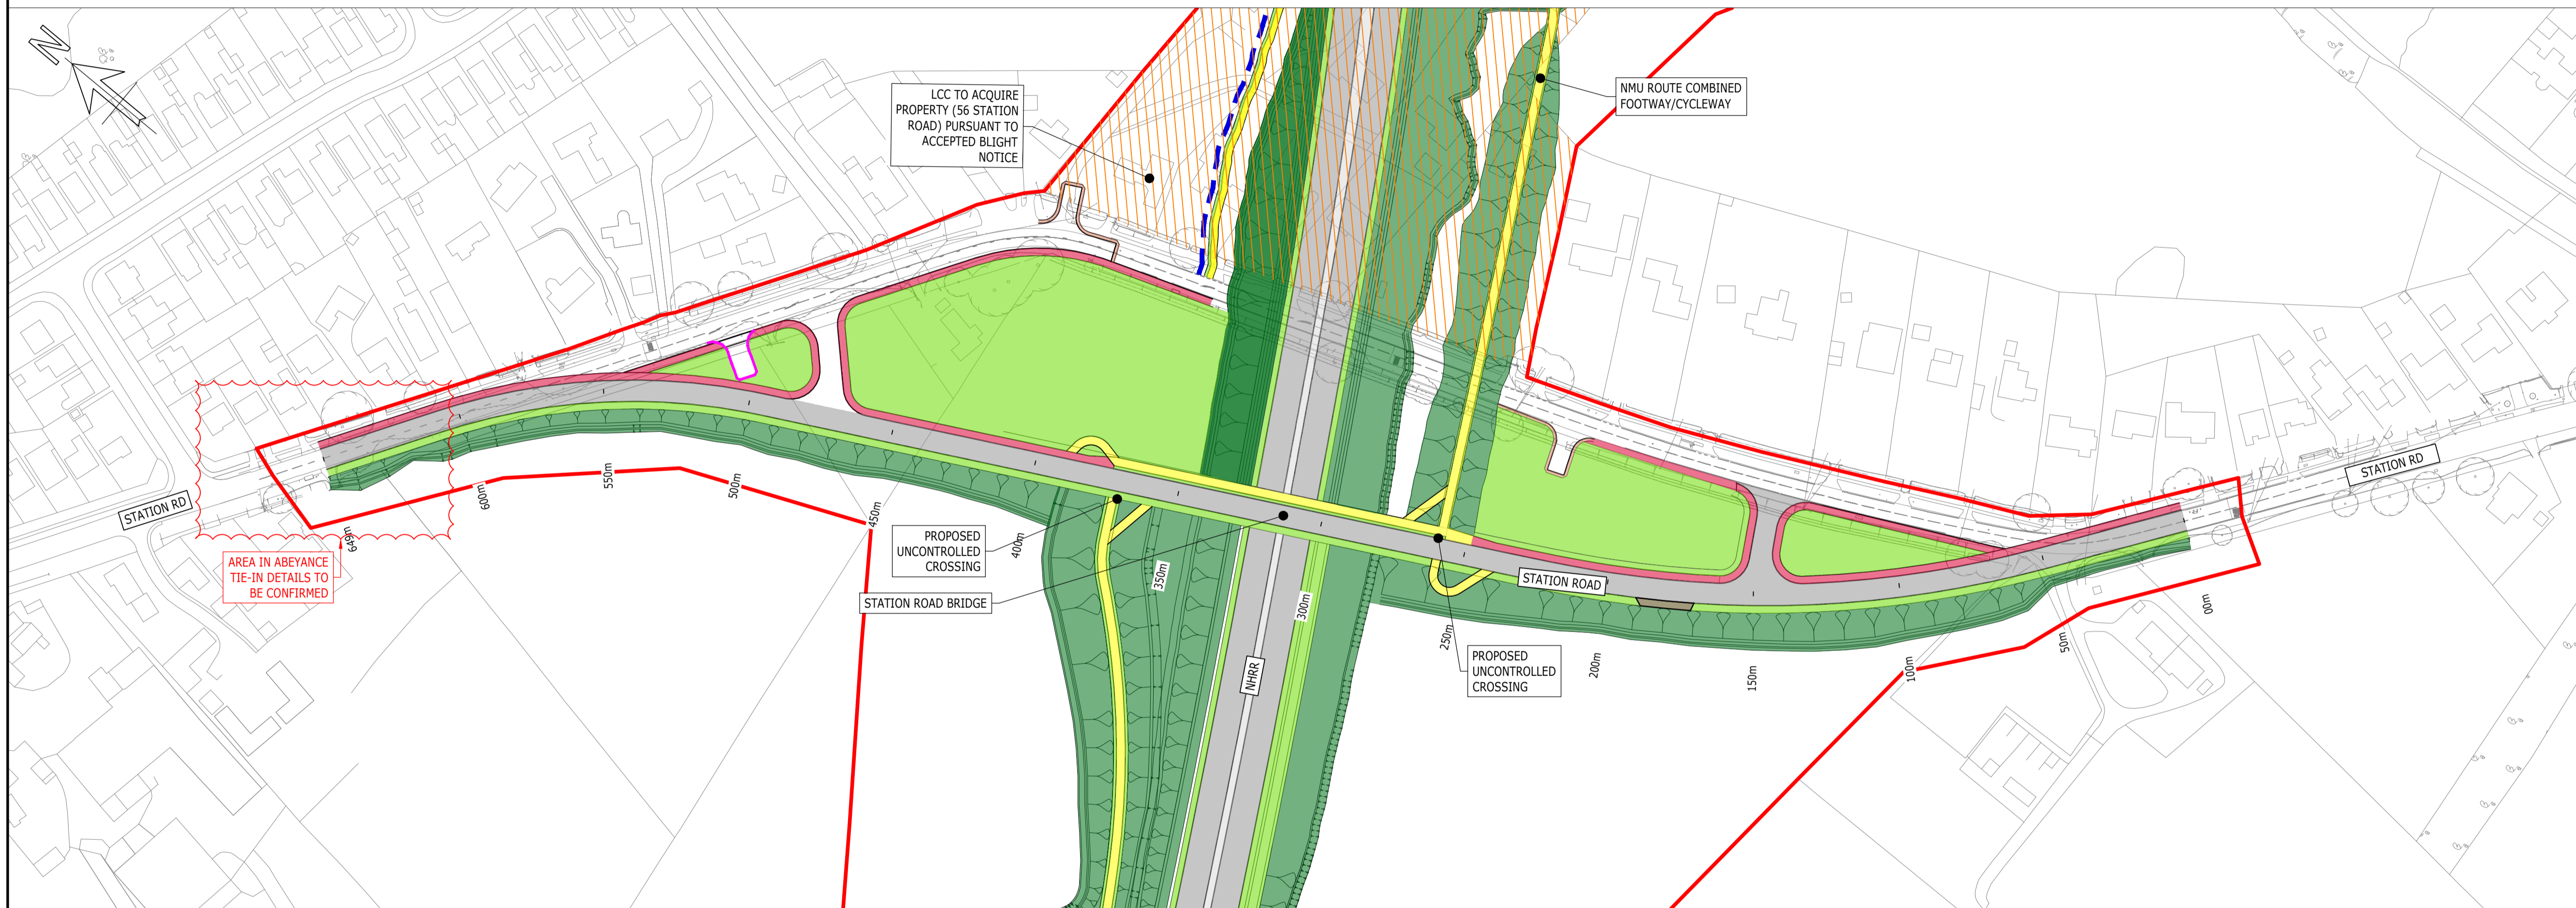 N
LCC TO ACQUIRE
PROPERTY (56 STATION
ROAD) PURSUANT TO
ACCEPTED BLIGHT
NOTICE
NMU ROUTE COMBINED
FOOTWAY/CYCLEWAY
STATION RD
STATION RD
AREA IN ABEYANCE
TIE-IN DETAILS TO
BE CONFIRMED
649m
600m
550m
500m
450m
400m
350m
300m
250m
200m
150m
100m
50m
00m
PROPOSED
UNCONTROLLED
CROSSING
STATION ROAD BRIDGE
STATION ROAD
NHRR
PROPOSED
UNCONTROLLED
CROSSING